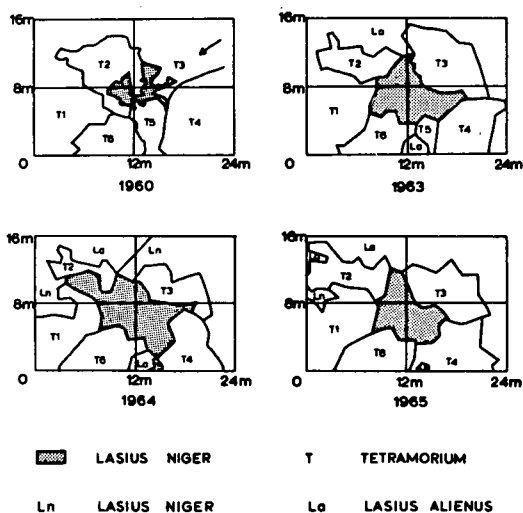 16m
T2
T3
8m
T1
T6
T5
T4
0
12m
24m
1960
16m
La
T2
T3
8m
T1
T6
T5
T4
La
0
12m
24m
1963
16m
La
Ln
T2
T3
Ln
8m
T1
T6
La
T4
0
12m
24m
1964
16m
La
T2
T3
8m
T1
T6
T4
0
12m
24m
1965
LASIUS NIGER
T TETRAMORIUM
Ln LASIUS NIGER
La LASIUS ALIENUS